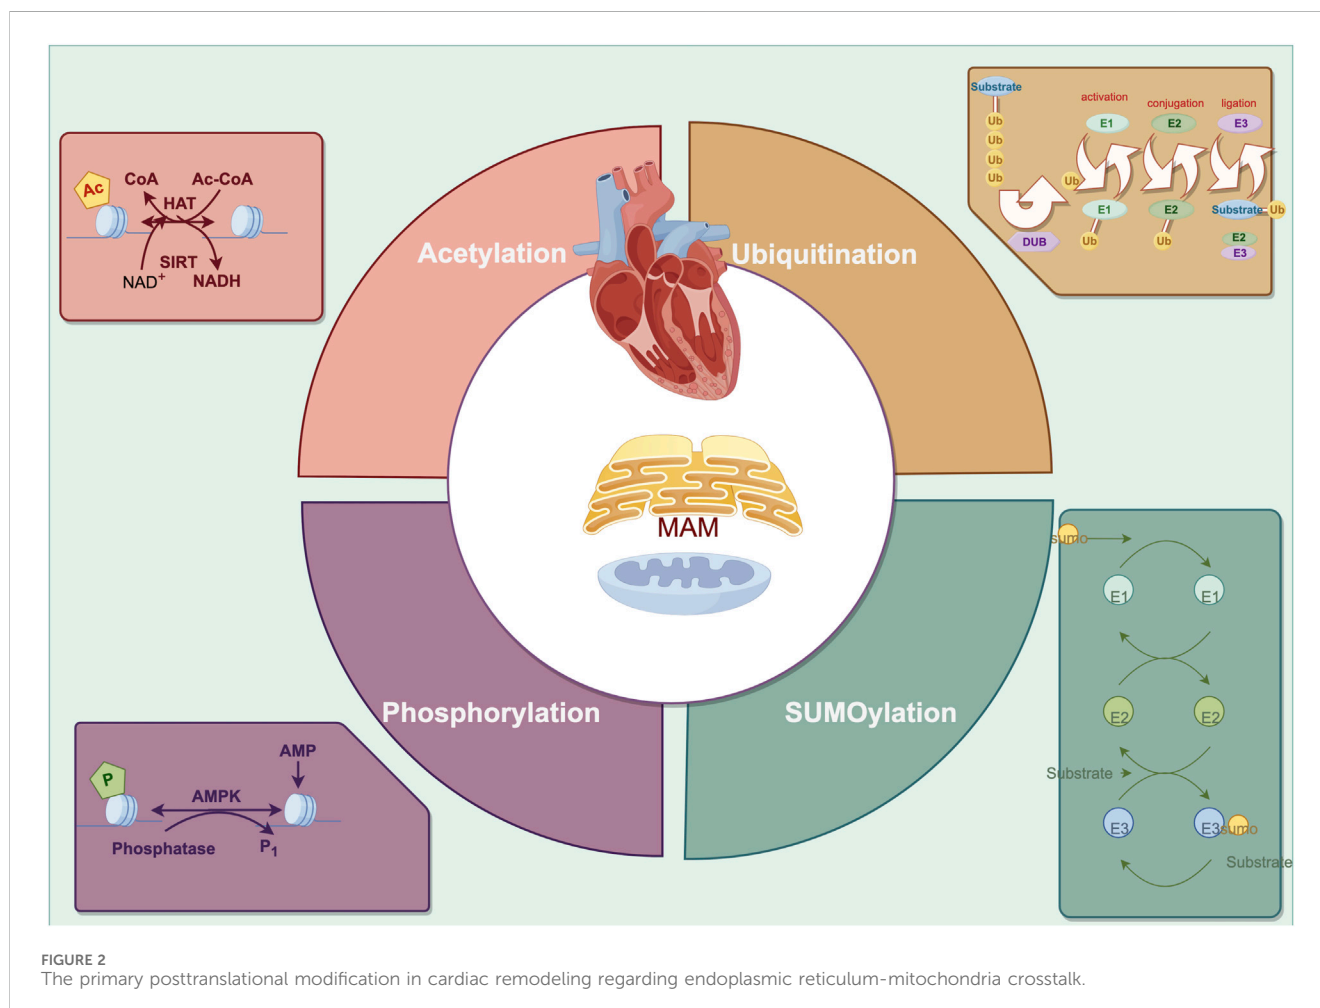 Ac
CoA
Ac-CoA
HAT
SIRT
NAD+
NADH
Acetylation
Ubiquitination
Substrate
Ub
Ub
Ub
Ub
activation
conjugation
ligation
E1
E2
E3
Ub
E1
E2
Substrate
Ub
DUB
Ub
Ub
E2
E3
MAM
Phosphorylation
SUMOylation
P
AMP
AMPK
Phosphatase
P1
sumo
E1
E1
E2
E2
Substrate
E3
E3
sumo
Substrate
FIGURE 2
The primary posttranslational modification in cardiac remodeling regarding endoplasmic reticulum-mitochondria crosstalk.